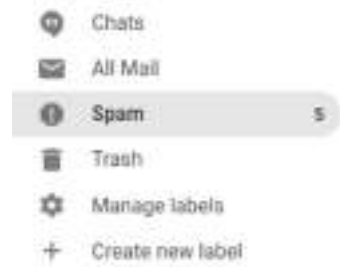 Chats
All Mail
Spam 5
Trash
Manage labels
Create new label